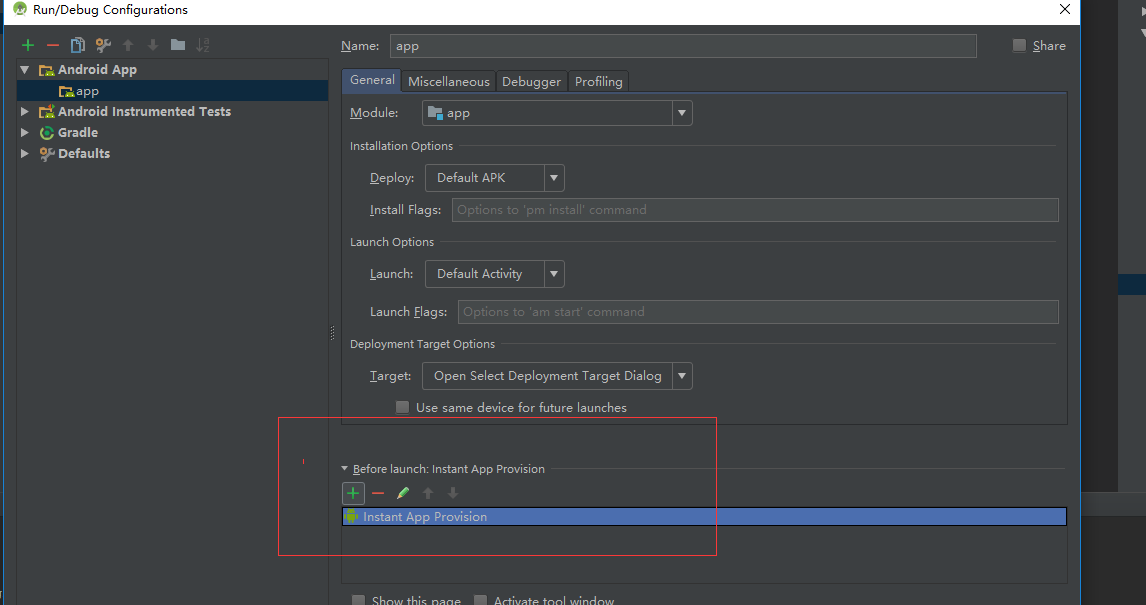 Run/Debug Configurations
Name: app Share
Android App
app
Android Instrumented Tests
Gradle
Defaults
General Miscellaneous Debugger Profiling
Module: app
Installation Options
Deploy: Default APK
Install Flags: Options to 'pm install' command
Launch Options
Launch: Default Activity
Launch Flags: Options to 'am start' command
Deployment Target Options
Target: Open Select Deployment Target Dialog
Use same device for future launches
Before launch: Instant App Provision
Instant App Provision
Show this page Activate tool window